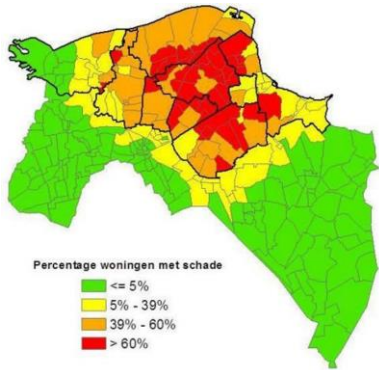 Percentage woningen met schade
<= 5%
5% - 39%
39% - 60%
> 60%